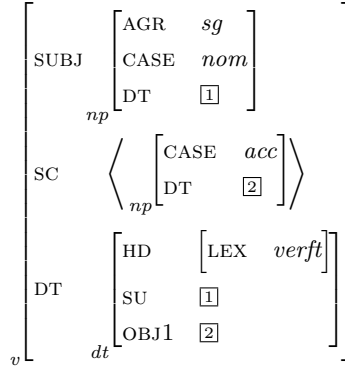 AGR sg
SUBJ CASE nom
DT 1
np
CASE acc
SC ⟨ DT 2 ⟩
np
HD [LEX verft]
DT SU 1
OBJ1 2
v dt